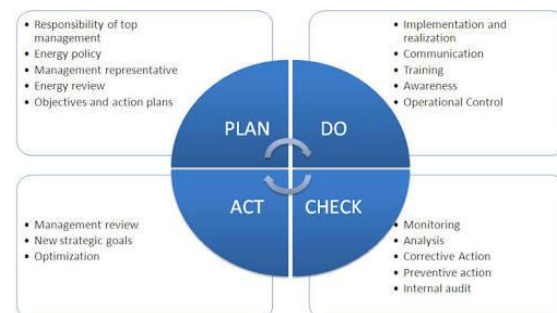 • Responsibility of top
management
• Energy policy
• Management representative
• Energy review
• Objectives and action plans
• Implementation and
realization
• Communication
• Training
• Awareness
• Operational Control
PLAN
DO
ACT
CHECK
• Management review
• New strategic goals
• Optimization
• Monitoring
• Analysis
• Corrective Action
• Preventive action
• Internal audit